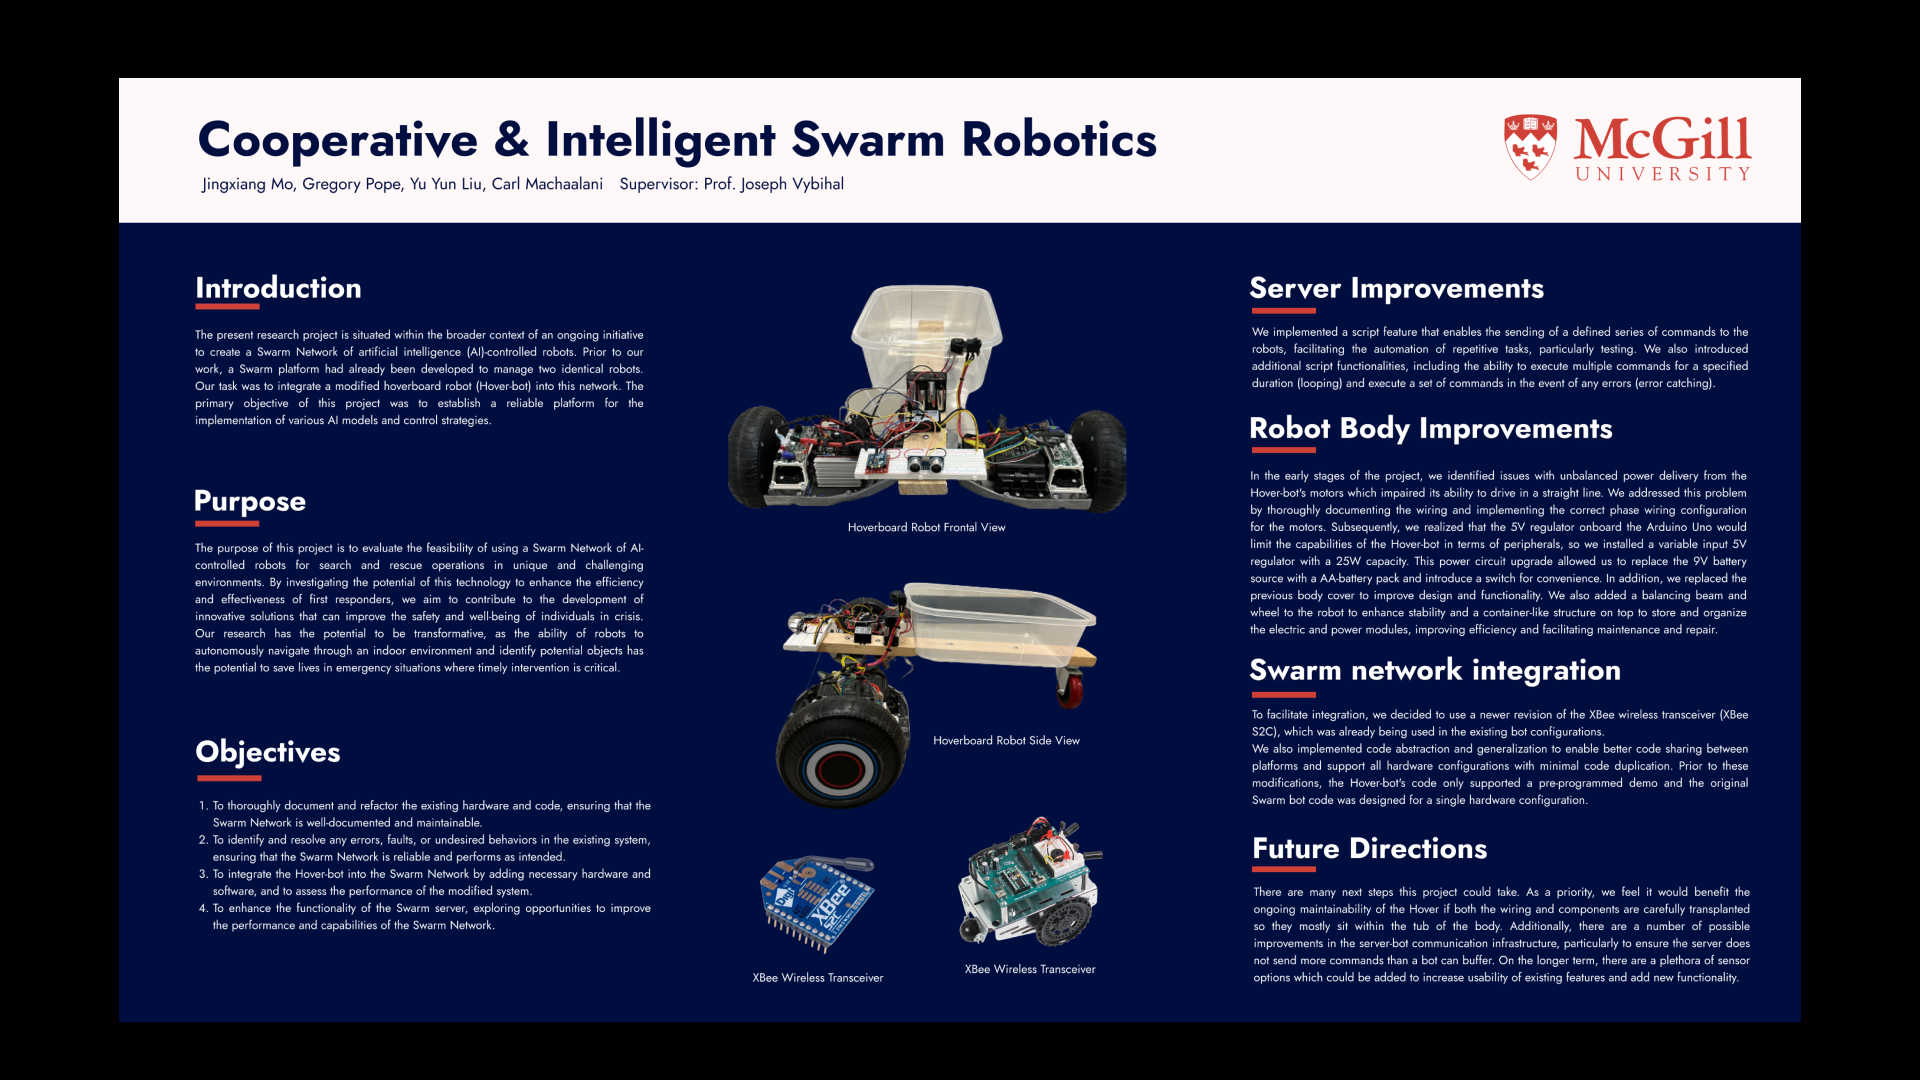 Cooperative & Intelligent Swarm Robotics
Jingxiang Mo, Gregory Pope, Yu Yun Liu, Carl Machaalani Supervisor: Prof. Joseph Vybihal
McGill
UNIVERSITY
Introduction
The present research project is situated within the broader context of an ongoing initiative
to create a Swarm Network of artificial intelligence (AI)-controlled robots. Prior to our
work, a Swarm platform had already been developed to manage two identical robots.
Our task was to integrate a modified hoverboard robot (Hover-bot) into this network. The
primary objective of this project was to establish a reliable platform for the
implementation of various AI models and control strategies.
Purpose
The purpose of this project is to evaluate the feasibility of using a Swarm Network of AI-
controlled robots for search and rescue operations in unique and challenging
environments. By investigating the potential of this technology to enhance the efficiency
and effectiveness of first responders, we aim to contribute to the development of
innovative solutions that can improve the safety and well-being of individuals in crisis.
Our research has the potential to be transformative, as the ability of robots to
autonomously navigate through an indoor environment and identify potential objects has
the potential to save lives in emergency situations where timely intervention is critical.
Objectives
1. To thoroughly document and refactor the existing hardware and code, ensuring that the
Swarm Network is well-documented and maintainable.
2. To identify and resolve any errors, faults, or undesired behaviors in the existing system,
ensuring that the Swarm Network is reliable and performs as intended.
3. To integrate the Hover-bot into the Swarm Network by adding necessary hardware and
software, and to assess the performance of the modified system.
4. To enhance the functionality of the Swarm server, exploring opportunities to improve
the performance and capabilities of the Swarm Network.
Hoverboard Robot Frontal View
Hoverboard Robot Side View
Digi
XBee
S2C
XBee Wireless Transceiver
XBee Wireless Transceiver
Server Improvements
We implemented a script feature that enables the sending of a defined series of commands to the
robots, facilitating the automation of repetitive tasks, particularly testing. We also introduced
additional script functionalities, including the ability to execute multiple commands for a specified
duration (looping) and execute a set of commands in the event of any errors (error catching).
Robot Body Improvements
In the early stages of the project, we identified issues with unbalanced power delivery from the
Hover-bot's motors which impaired its ability to drive in a straight line. We addressed this problem
by thoroughly documenting the wiring and implementing the correct phase wiring configuration
for the motors. Subsequently, we realized that the 5V regulator onboard the Arduino Uno would
limit the capabilities of the Hover-bot in terms of peripherals, so we installed a variable input 5V
regulator with a 25W capacity. This power circuit upgrade allowed us to replace the 9V battery
source with a AA-battery pack and introduce a switch for convenience. In addition, we replaced the
previous body cover to improve design and functionality. We also added a balancing beam and
wheel to the robot to enhance stability and a container-like structure on top to store and organize
the electric and power modules, improving efficiency and facilitating maintenance and repair.
Swarm network integration
To facilitate integration, we decided to use a newer revision of the XBee wireless transceiver (XBee
S2C), which was already being used in the existing bot configurations.
We also implemented code abstraction and generalization to enable better code sharing between
platforms and support all hardware configurations with minimal code duplication. Prior to these
modifications, the Hover-bot's code only supported a pre-programmed demo and the original
Swarm bot code was designed for a single hardware configuration.
Future Directions
There are many next steps this project could take. As a priority, we feel it would benefit the
ongoing maintainability of the Hover if both the wiring and components are carefully transplanted
so they mostly sit within the tub of the body. Additionally, there are a number of possible
improvements in the server-bot communication infrastructure, particularly to ensure the server does
not send more commands than a bot can buffer. On the longer term, there are a plethora of sensor
options which could be added to increase usability of existing features and add new functionality.